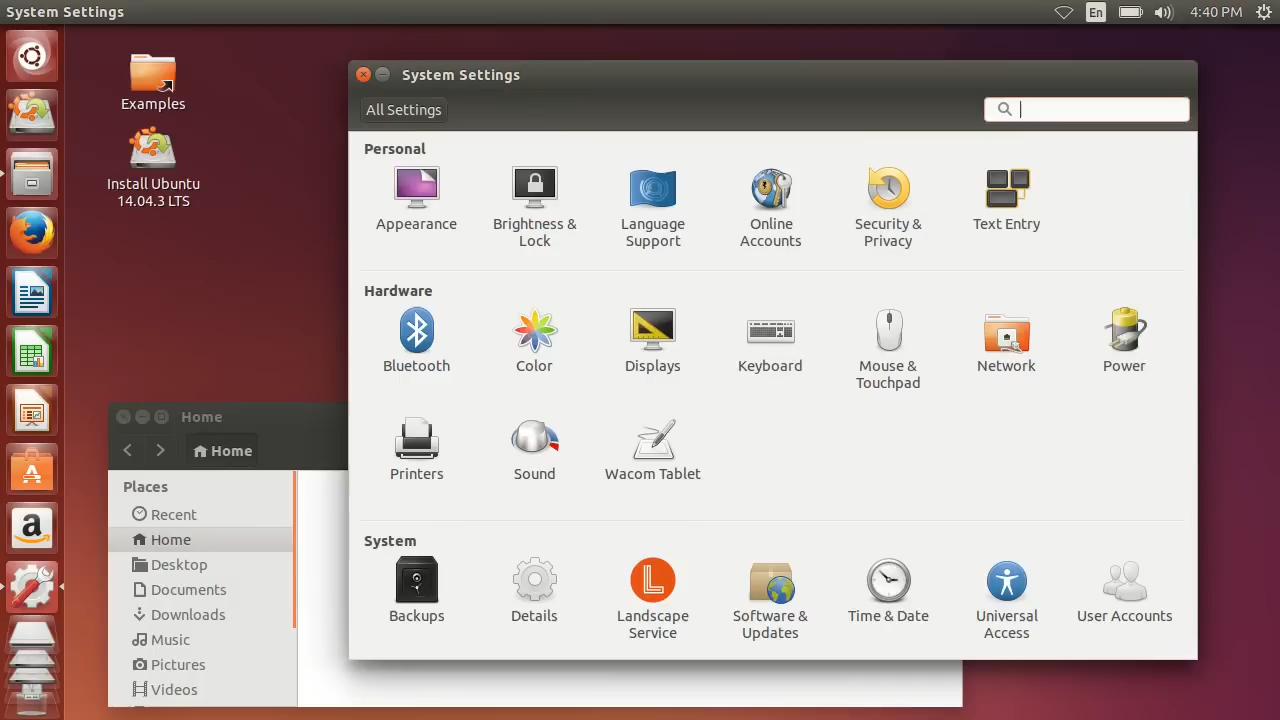 System Settings
En
4:40 PM
Examples
Install Ubuntu
14.04.3 LTS
System Settings
All Settings
Personal
Appearance
Brightness &
Lock
Language
Support
Online
Accounts
Security &
Privacy
Text Entry
Hardware
Bluetooth
Color
Displays
Keyboard
Mouse &
Touchpad
Network
Power
Printers
Sound
Wacom Tablet
System
Backups
Details
Landscape
Service
Software &
Updates
Time & Date
Universal
Access
User Accounts
Home
Home
Places
Recent
Home
Desktop
Documents
Downloads
Music
Pictures
Videos